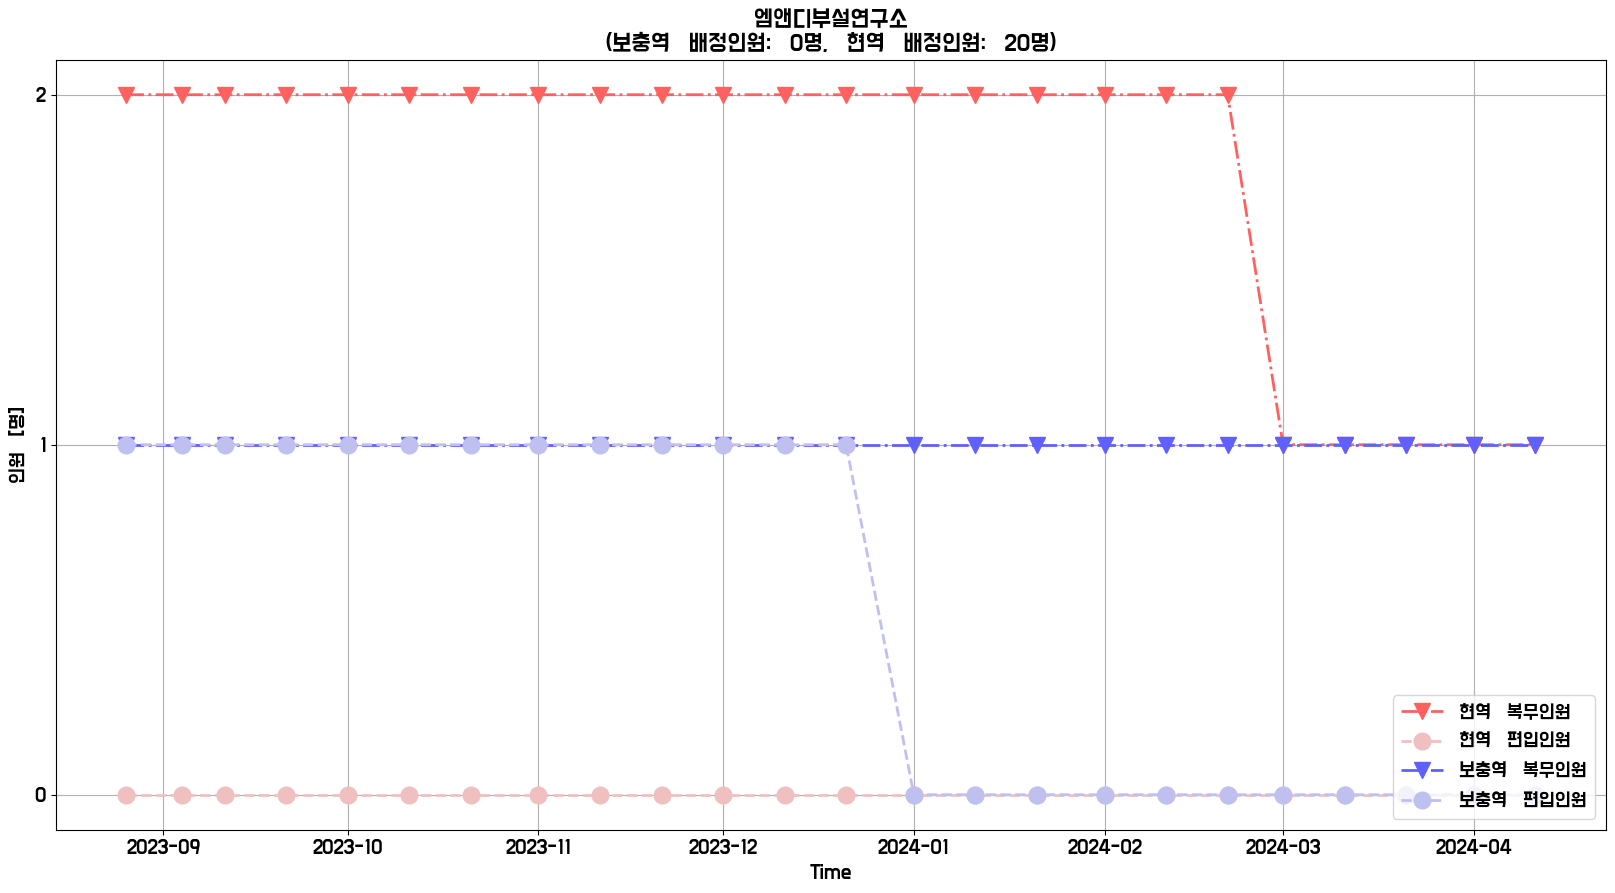 엠앤디부설연구소
(보충역 배정인원: 0명, 현역 배정인원: 20명)
인원 [명]
2
1
0
현역 복무인원
현역 편입인원
보충역 복무인원
보충역 편입인원
2023-09 2023-10 2023-11 2023-12 2024-01 2024-02 2024-03 2024-04
Time